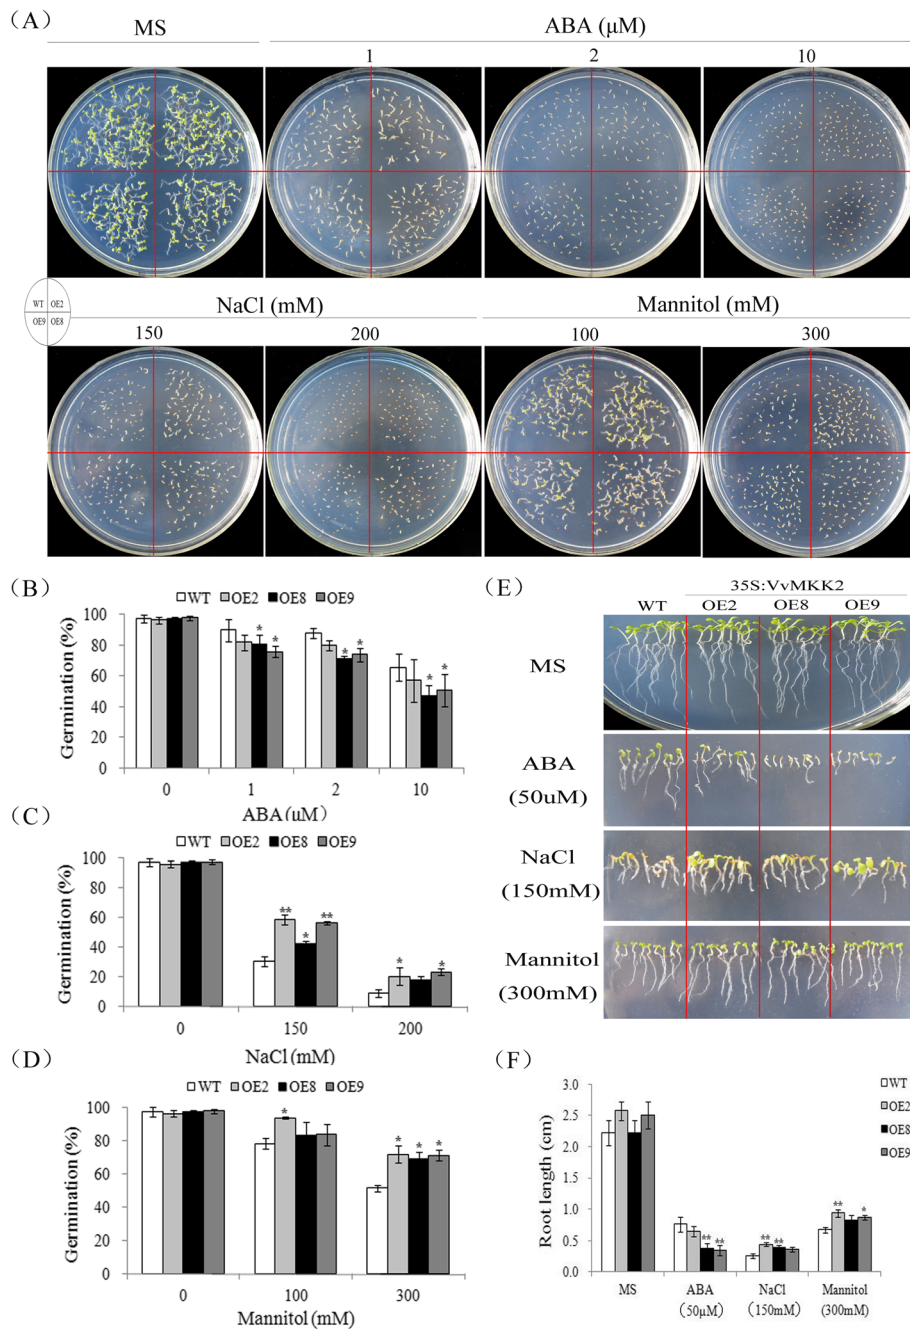 (A)
MS
ABA (μM)
1
2
10
WT OE2
OE9 OE8
NaCl (mM)
Mannitol (mM)
150
200
100
300
(B)
WT OE2 OE8 OE9
Germination (%)
100
80
60
40
20
0
* * * * * *
0 1 2 10
ABA(μM)
(C)
WT OE2 OE8 OE9
Germination (%)
100
80
60
40
20
0
** * ** * *
0 150 200
NaCl (mM)
(D)
WT OE2 OE8 OE9
Germination (%)
100
80
60
40
20
0
* * * *
0 100 300
Mannitol (mM)
(E)
35S:VvMKK2
WT OE2 OE8 OE9
MS
ABA
(50uM)
NaCl
(150mM)
Mannitol
(300mM)
(F)
WT
OE2
OE8
OE9
Root length (cm)
3.0
2.5
2.0
1.5
1.0
0.5
0.0
** ** ** ** ** *
MS ABA NaCl Mannitol
(50μM) (150mM) (300mM)